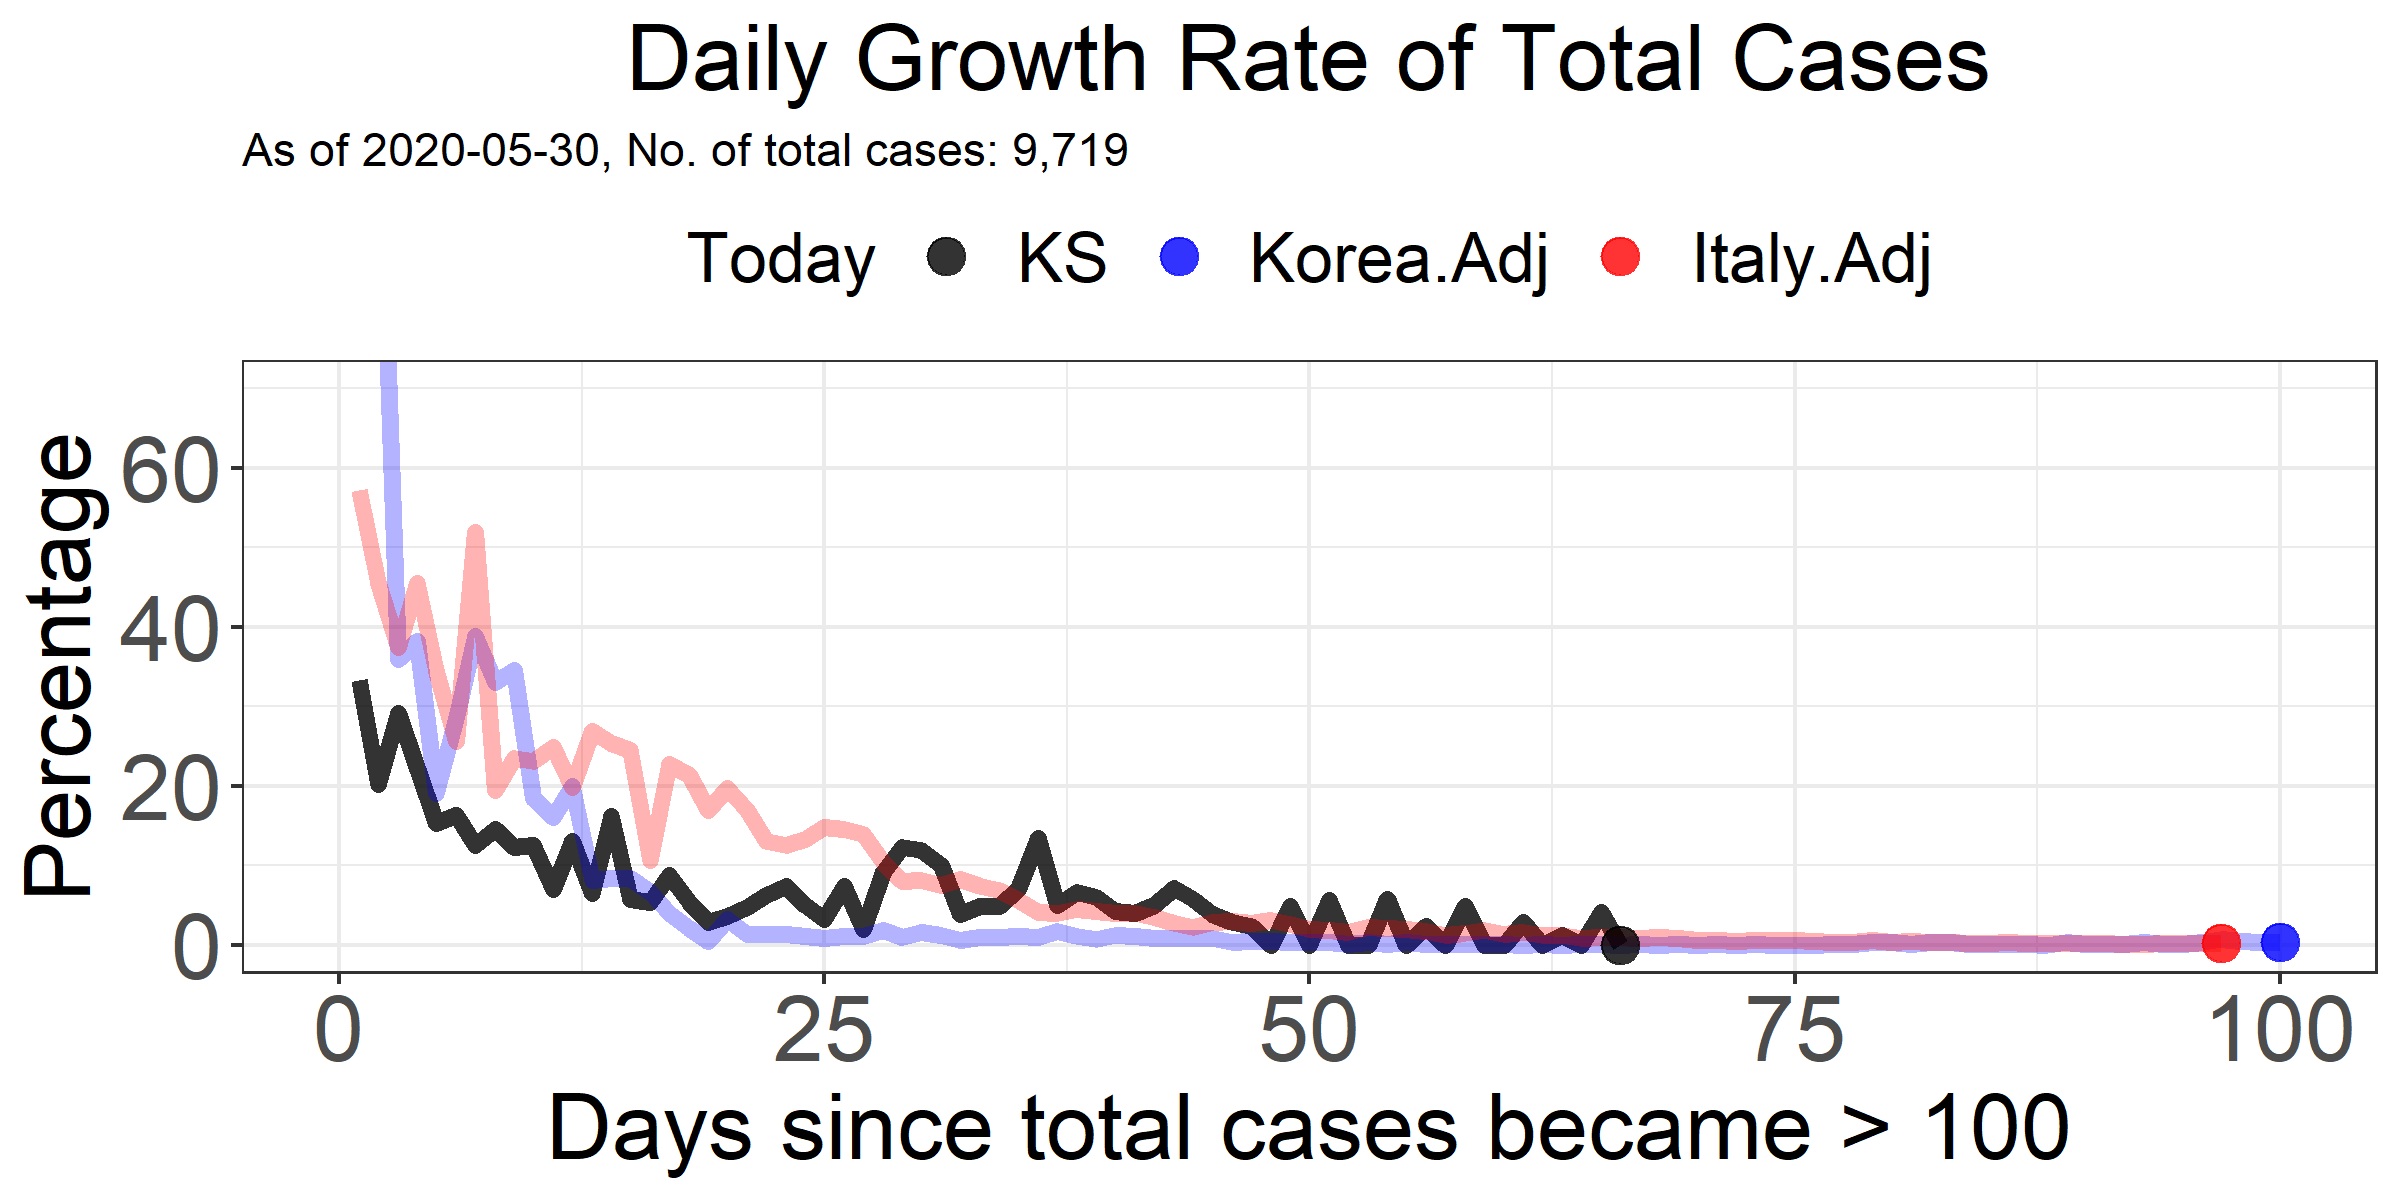 Daily Growth Rate of Total Cases
As of 2020-05-30, No. of total cases: 9,719
Today KS Korea.Adj Italy.Adj
Percentage
60
40
20
0
0 25 50 75 100
Days since total cases became > 100